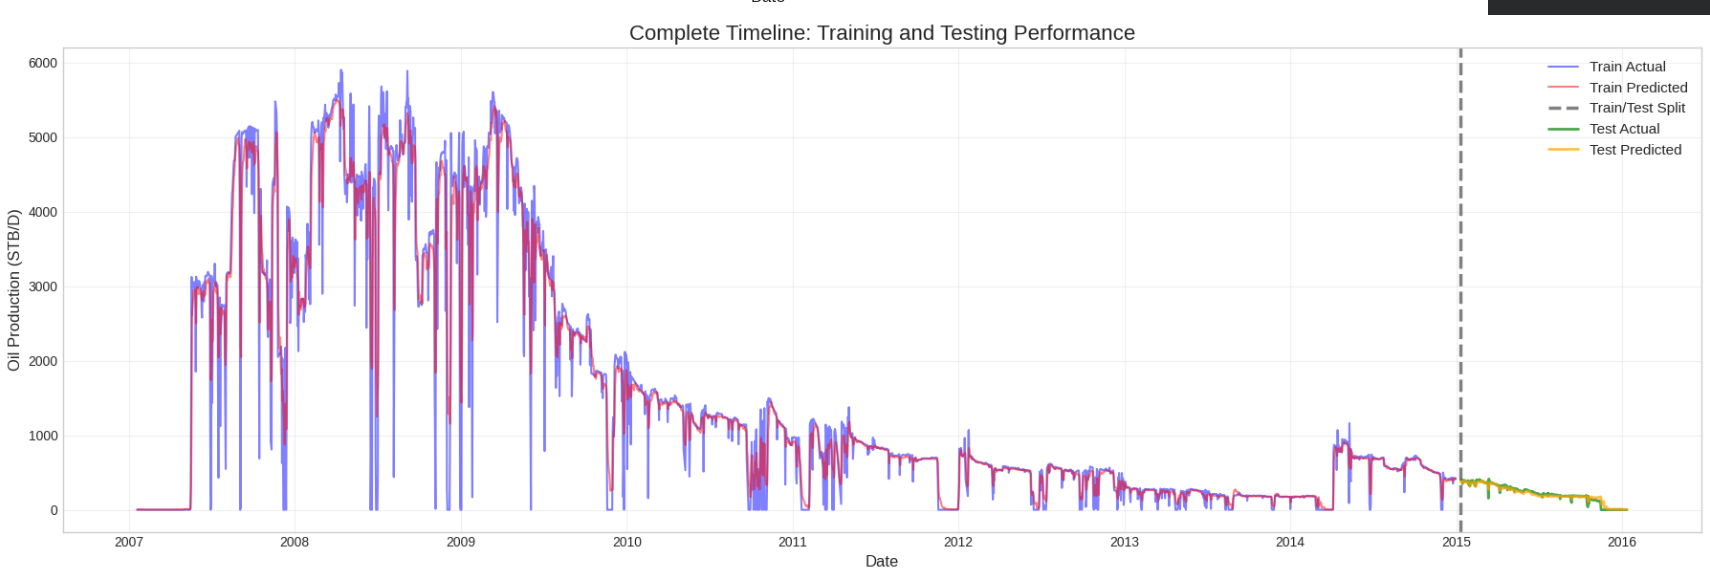 Date
Complete Timeline: Training and Testing Performance
6000
5000
4000
3000
2000
1000
0
Oil Production (STB/D)
Train Actual
Train Predicted
Train/Test Split
Test Actual
Test Predicted
2007 2008 2009 2010 2011 2012 2013 2014 2015 2016
Date